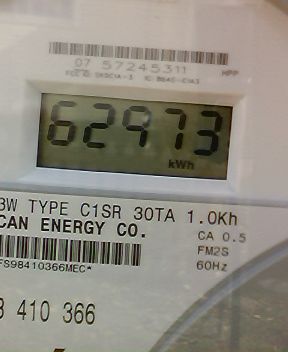 07 57245311
HPP
62973
kWh
3W TYPE C1SR 30TA 1.0Kh
CAN ENERGY CO.
CA 0.5
FM2S
60Hz
FS98410366MEC*
410 366